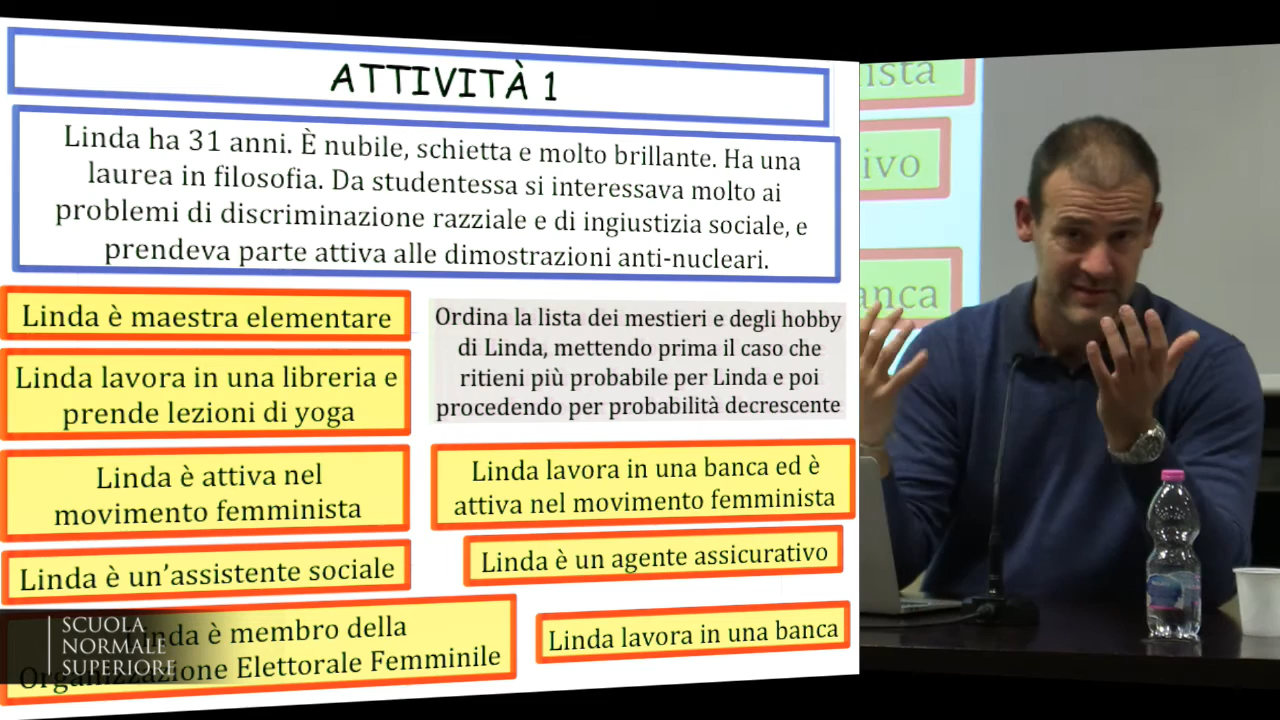 ATTIVITÀ 1
Linda ha 31 anni. È nubile, schietta e molto brillante. Ha una
laurea in filosofia. Da studentessa si interessava molto ai
problemi di discriminazione razziale e di ingiustizia sociale, e
prendeva parte attiva alle dimostrazioni anti-nucleari.
Linda è maestra elementare
Linda lavora in una libreria e
prende lezioni di yoga
Linda è attiva nel
movimento femminista
Linda è un'assistente sociale
Linda è membro della
Organizzazione Elettorale Femminile
Ordina la lista dei mestieri e degli hobby
di Linda, mettendo prima il caso che
ritieni più probabile per Linda e poi
procedendo per probabilità decrescente
Linda lavora in una banca ed è
attiva nel movimento femminista
Linda è un agente assicurativo
Linda lavora in una banca
SCUOLA
NORMALE
SUPERIORE
ista
ivo
anca